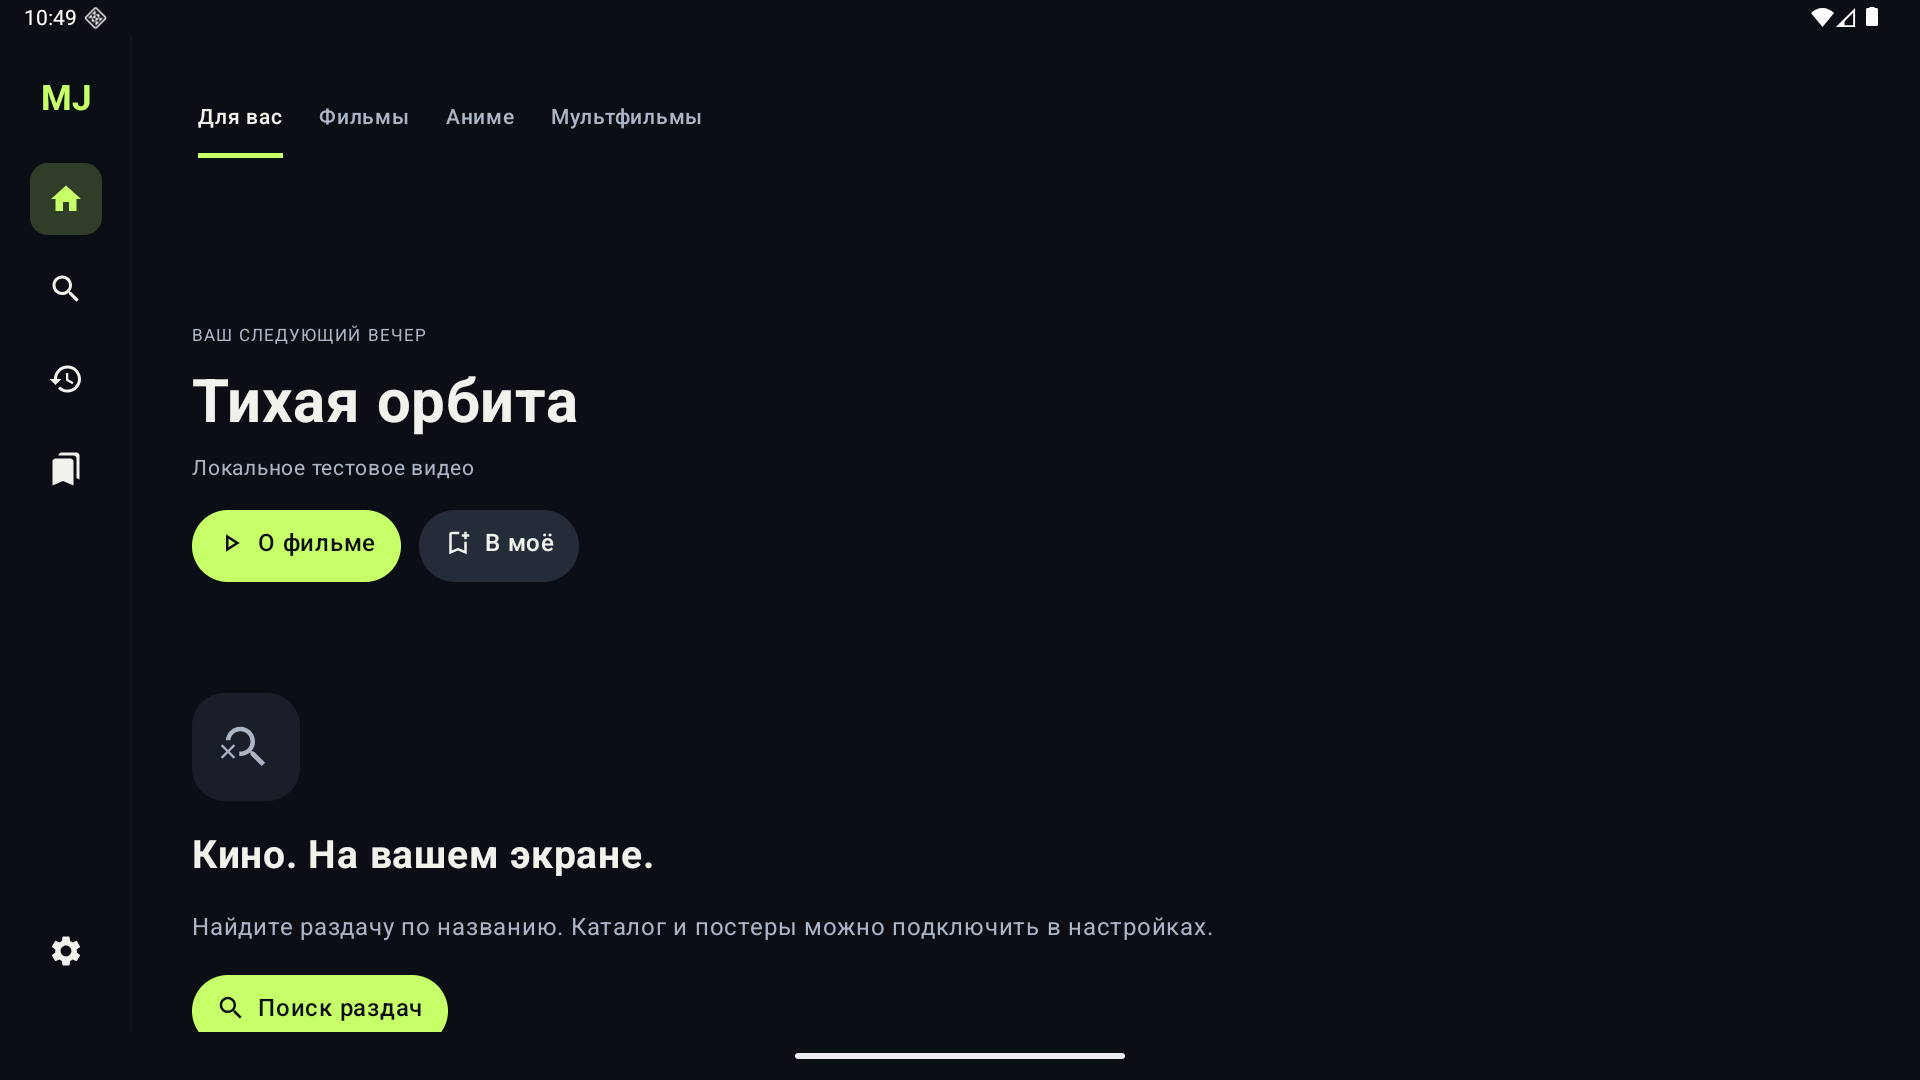 10:49
MJ
Для вас Фильмы Аниме Мультфильмы
ВАШ СЛЕДУЮЩИЙ ВЕЧЕР
Тихая орбита
Локальное тестовое видео
О фильме В моё
Кино. На вашем экране.
Найдите раздачу по названию. Каталог и постеры можно подключить в настройках.
Поиск раздач